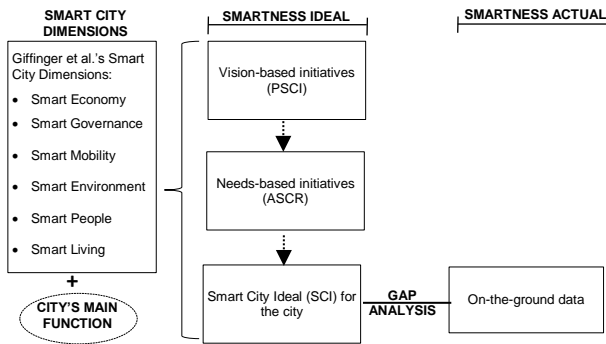 SMART CITY
DIMENSIONS
Giffinger et al.'s Smart
City Dimensions:
• Smart Economy
• Smart Governance
• Smart Mobility
• Smart Environment
• Smart People
• Smart Living
+
CITY'S MAIN
FUNCTION
SMARTNESS IDEAL
Vision-based initiatives
(PSCI)
Needs-based initiatives
(ASCR)
Smart City Ideal (SCI) for
the city
GAP
ANALYSIS
SMARTNESS ACTUAL
On-the-ground data